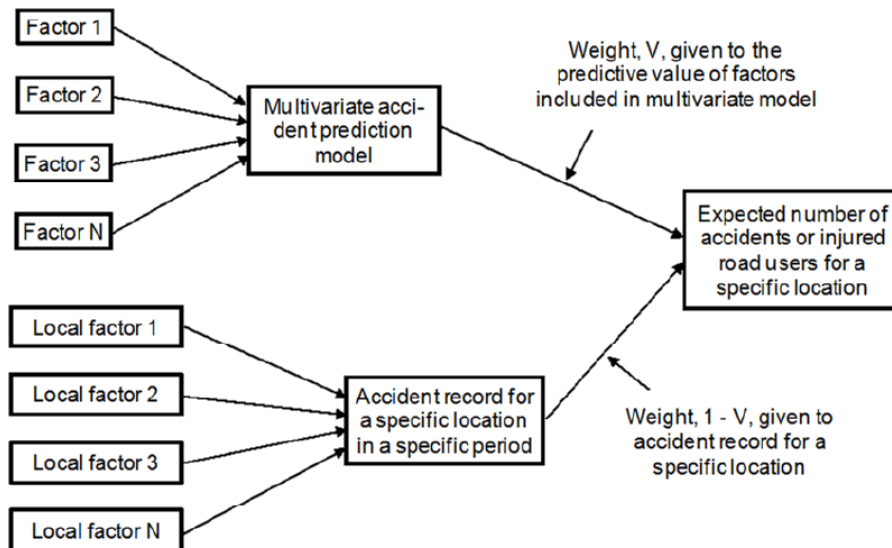 Factor 1
Factor 2
Factor 3
Factor N
Multivariate acci-
dent prediction
model
Weight, V, given to the
predictive value of factors
included in multivariate model
Expected number of
accidents or injured
road users for a
specific location
Local factor 1
Local factor 2
Local factor 3
Local factor N
Accident record for
a specific location
in a specific period
Weight, 1 - V, given to
accident record for a
specific location